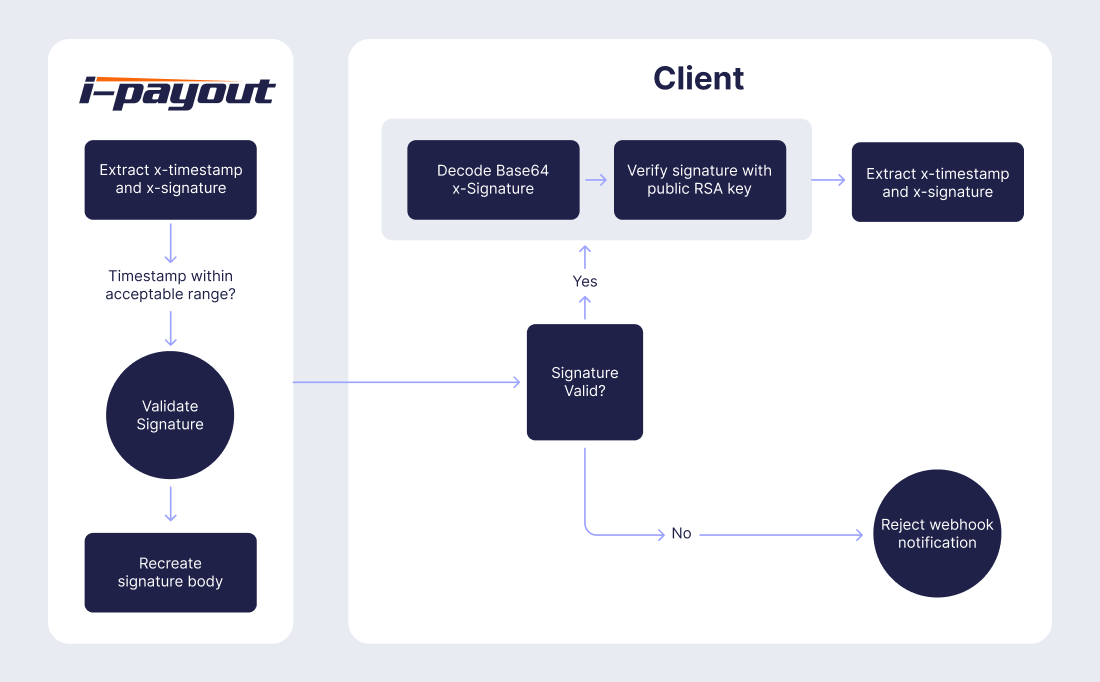 i-payout
Extract x-timestamp
and x-signature
Timestamp within
acceptable range?
Validate
Signature
Recreate
signature body
Client
Decode Base64
x-Signature
Verify signature with
public RSA key
Extract x-timestamp
and x-signature
Yes
Signature
Valid?
No
Reject webhook
notification